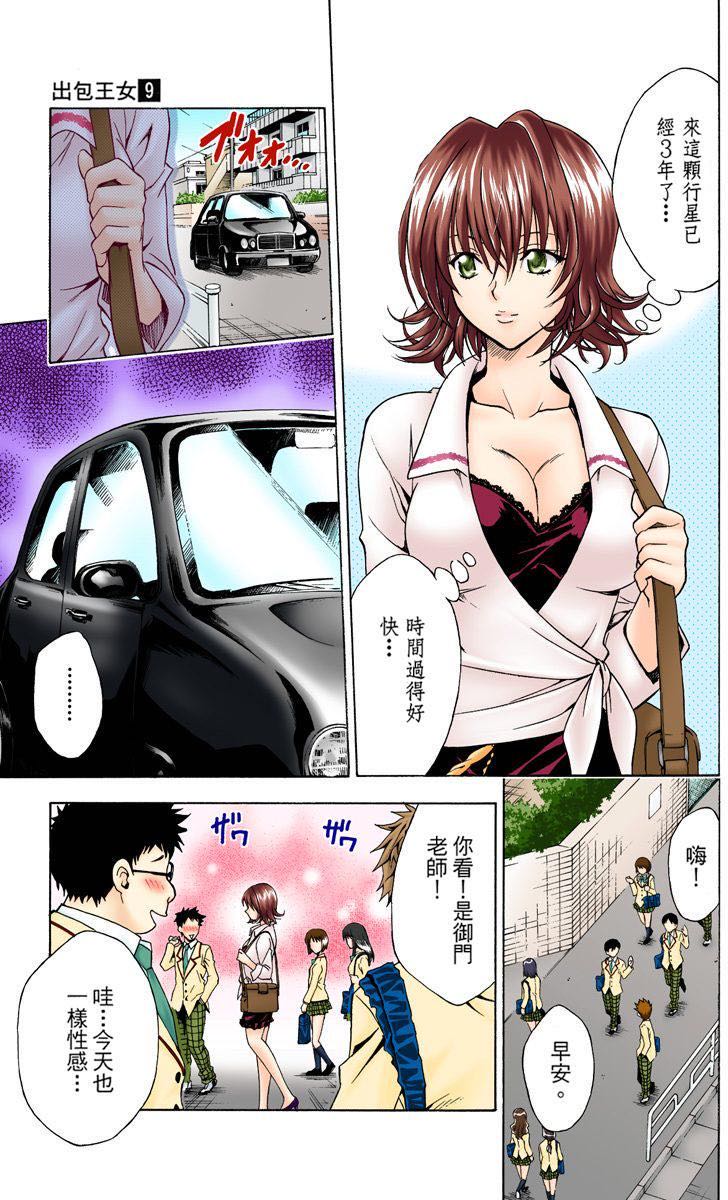 出包王女9
來這顆行星已
經3年了…
時間過得好
快…
ブオオ…
………
嗨！
早安。
你看！是御門
老師！
ザワ
ザワ
哇…今天也
一樣性感…